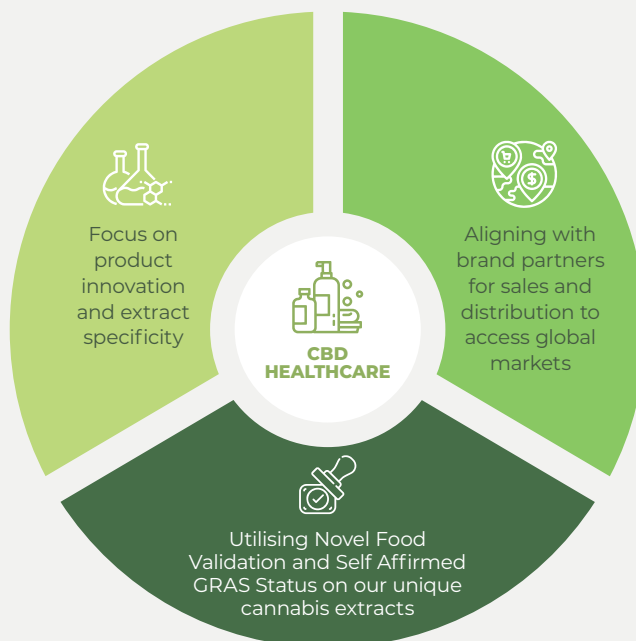 Focus on
product
innovation
and extract
specificity
Aligning with
brand partners
for sales and
distribution to
access global
markets
CBD
HEALTHCARE
Utilising Novel Food
Validation and Self Affirmed
GRAS Status on our unique
cannabis extracts
$